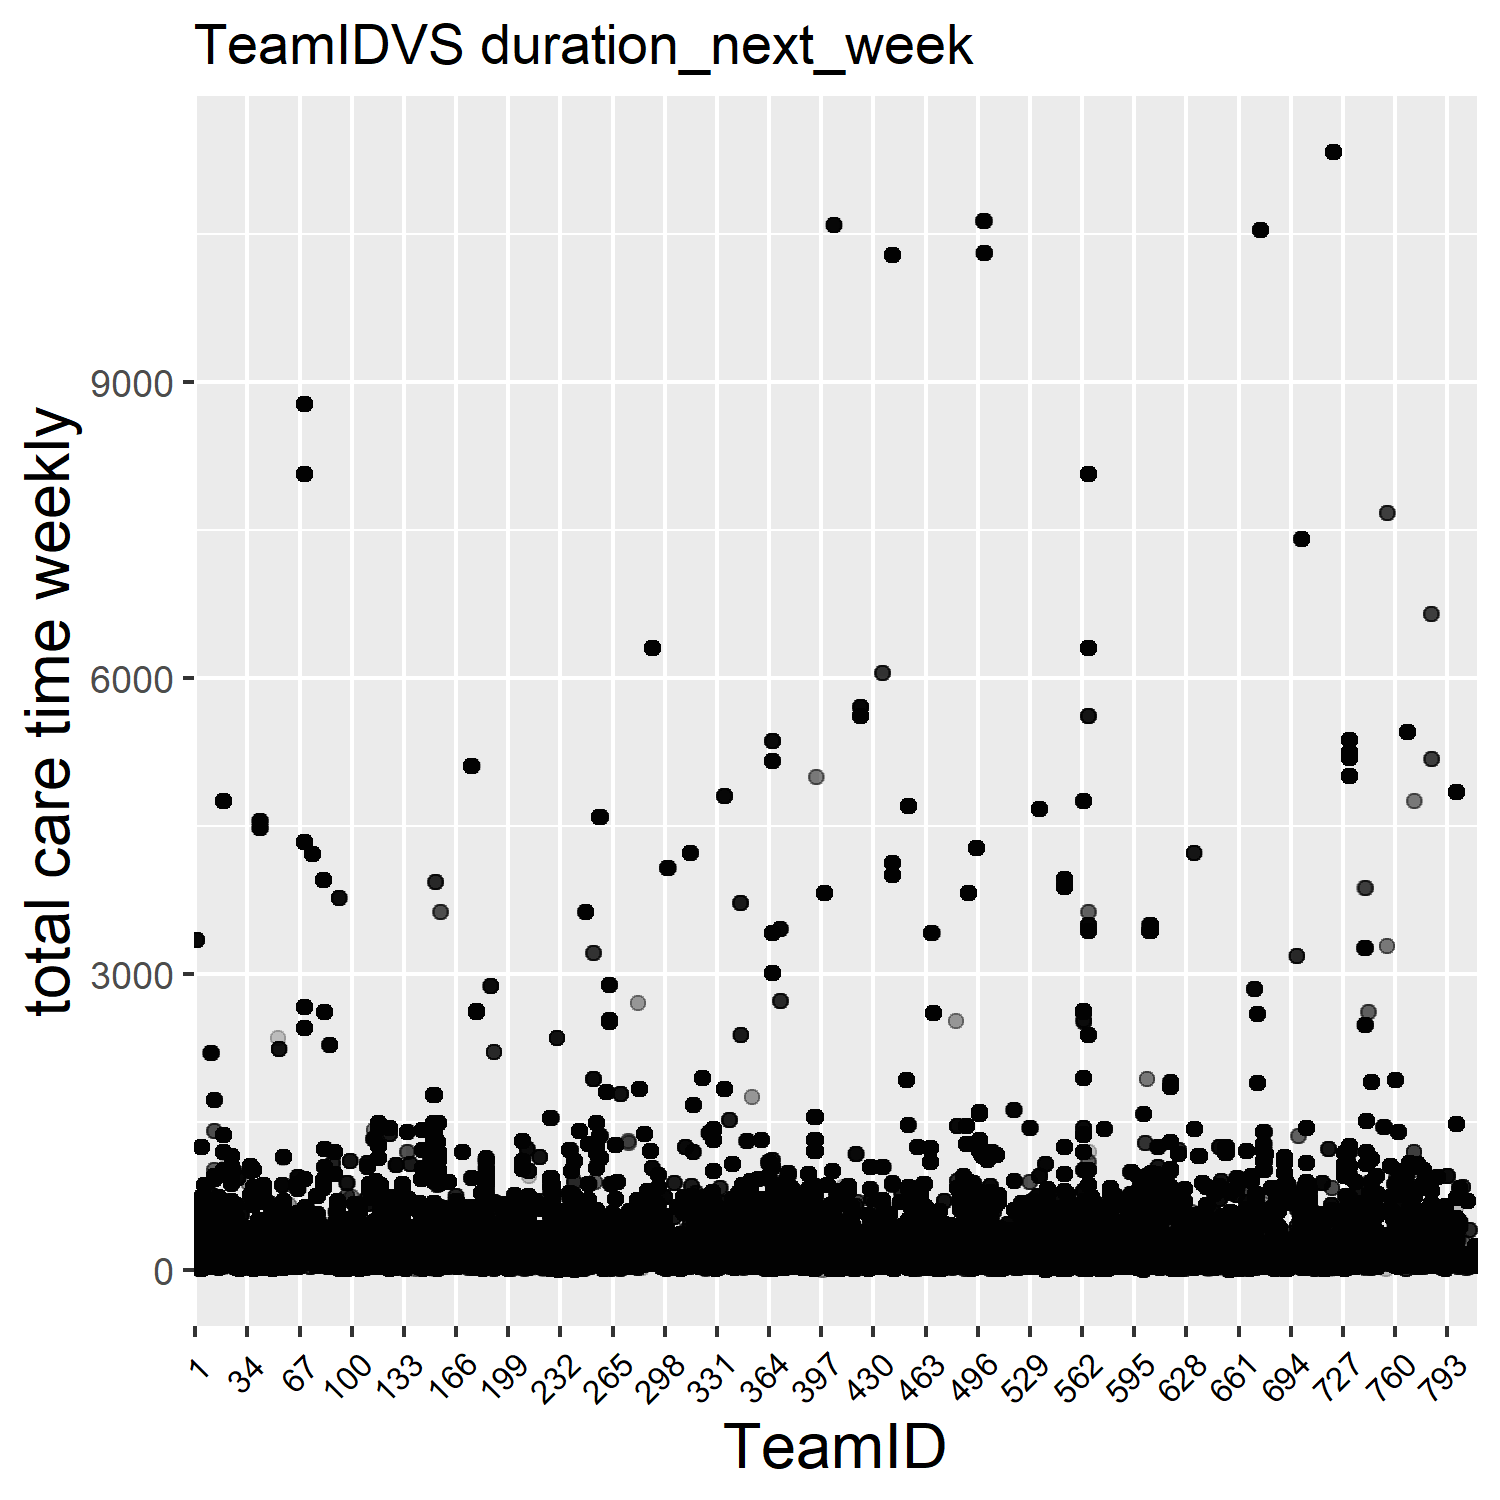 TeamIDVS duration_next_week
total care time weekly
9000
6000
3000
0
1 34 67 100 133 166 199 232 265 298 331 364 397 430 463 496 529 562 595 628 661 694 727 760 793
TeamID